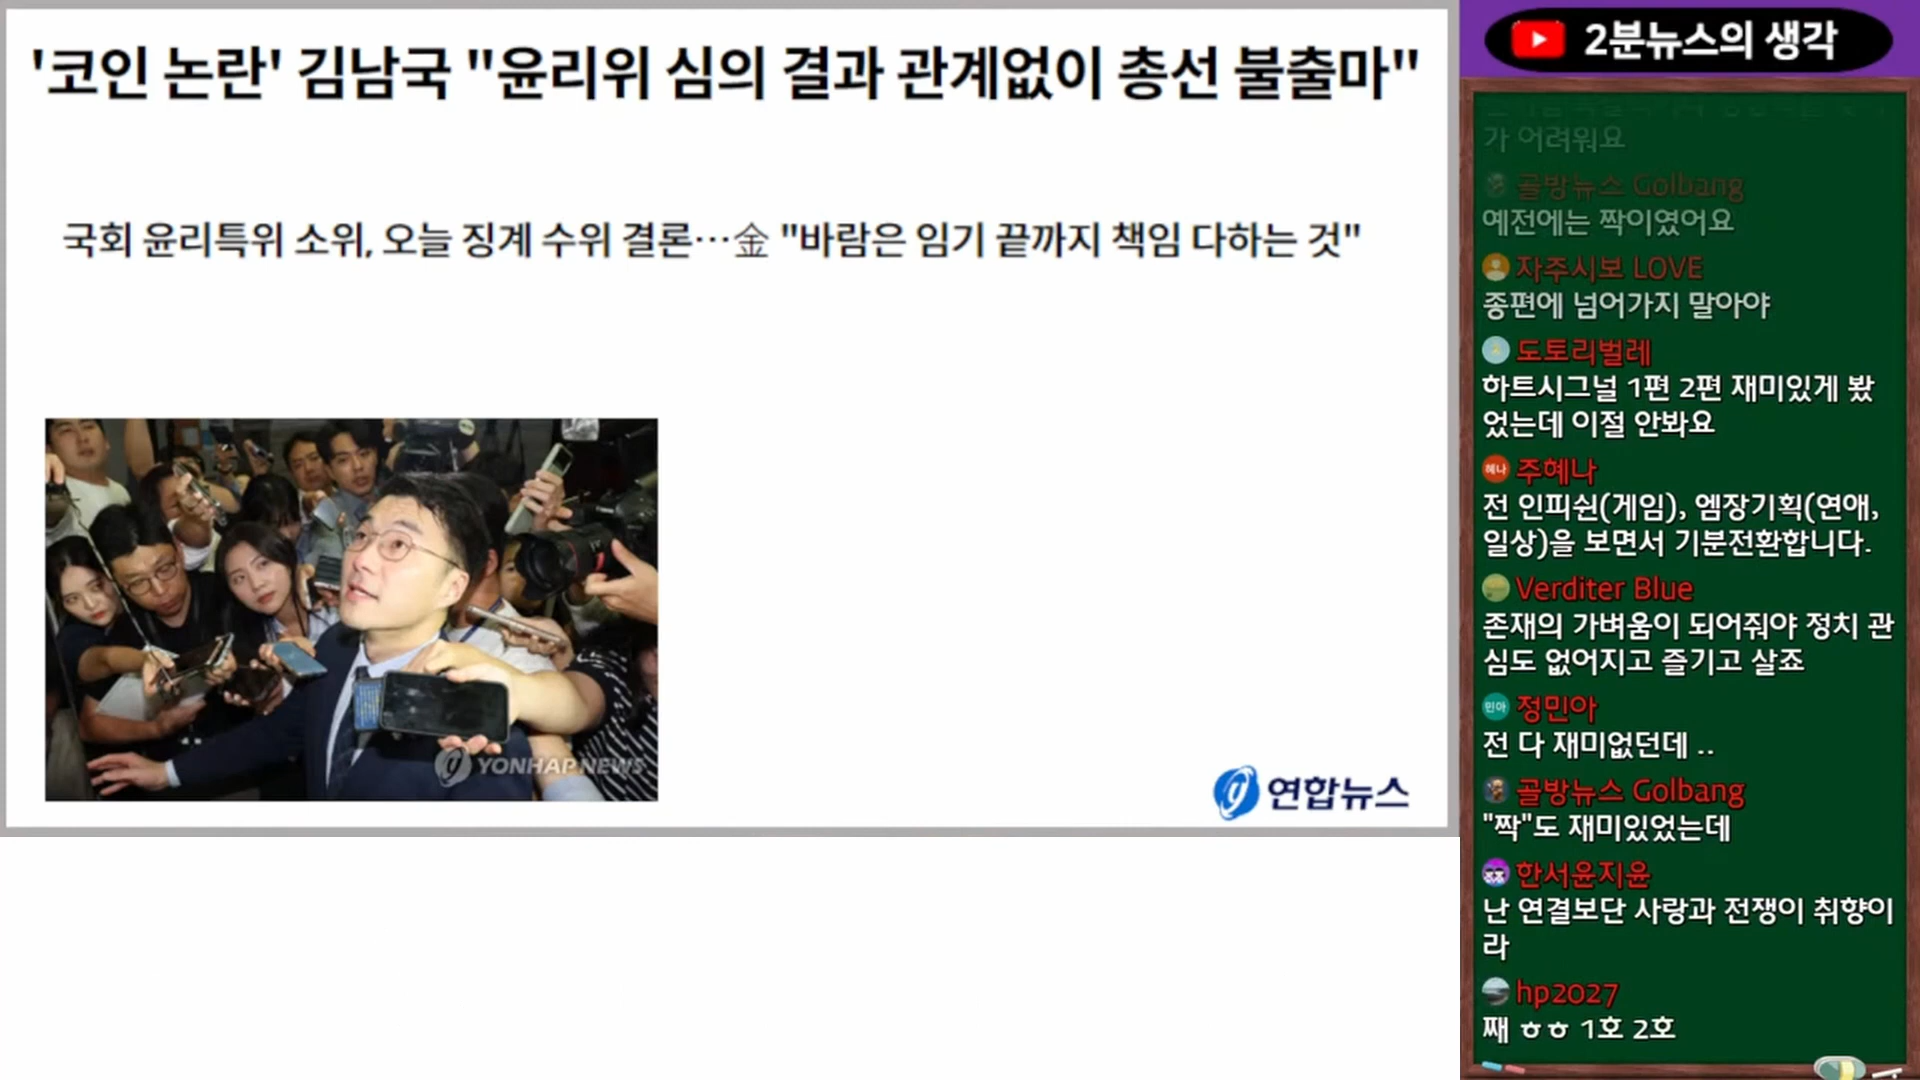 '코인 논란' 김남국 "윤리위 심의 결과 관계없이 총선 불출마"
국회 윤리특위 소위, 오늘 징계 수위 결론…金 "바람은 임기 끝까지 책임 다하는 것"
YONHAP NEWS
연합뉴스
2분뉴스의 생각
가 어려워요
골방뉴스 Golbang
예전에는 짝이였어요
자주시보 LOVE
종편에 넘어가지 말아야
도토리벌레
하트시그널 1편 2편 재미있게 봤
었는데 이절 안봐요
혜나 주혜나
전 인피쉰(게임), 엠장기획(연애,
일상)을 보면서 기분전환합니다.
Verditer Blue
존재의 가벼움이 되어줘야 정치 관
심도 없어지고 즐기고 살죠
민아 정민아
전 다 재미없던데 ..
골방뉴스 Golbang
"짝"도 재미있었는데
한서윤지윤
난 연결보단 사랑과 전쟁이 취향이
라
hp2027
째 ㅎㅎ 1호 2호